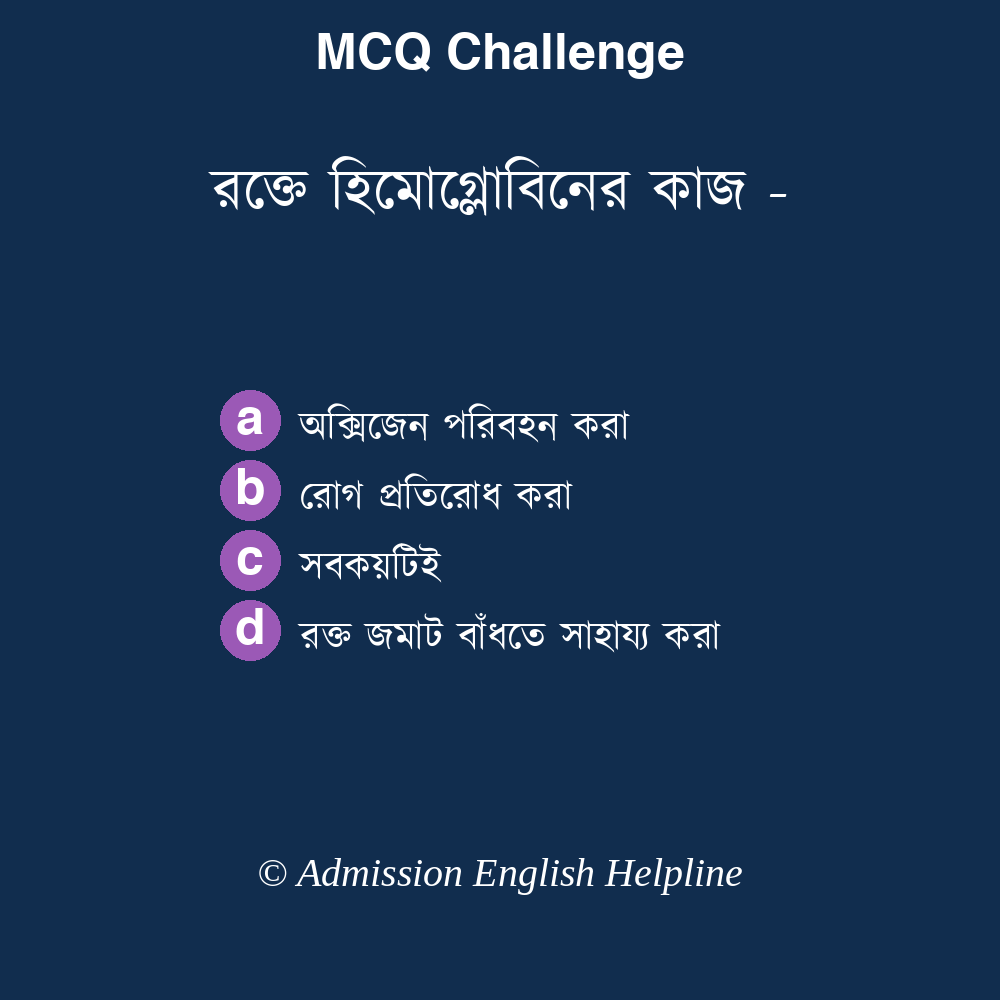 MCQ Challenge
রক্তে হিমোগ্লোবিনের কাজ -
a অক্সিজেন পরিবহন করা
b রোগ প্রতিরোধ করা
c সবকয়টিই
d রক্ত জমাট বাঁধতে সাহায্য করা
© Admission English Helpline